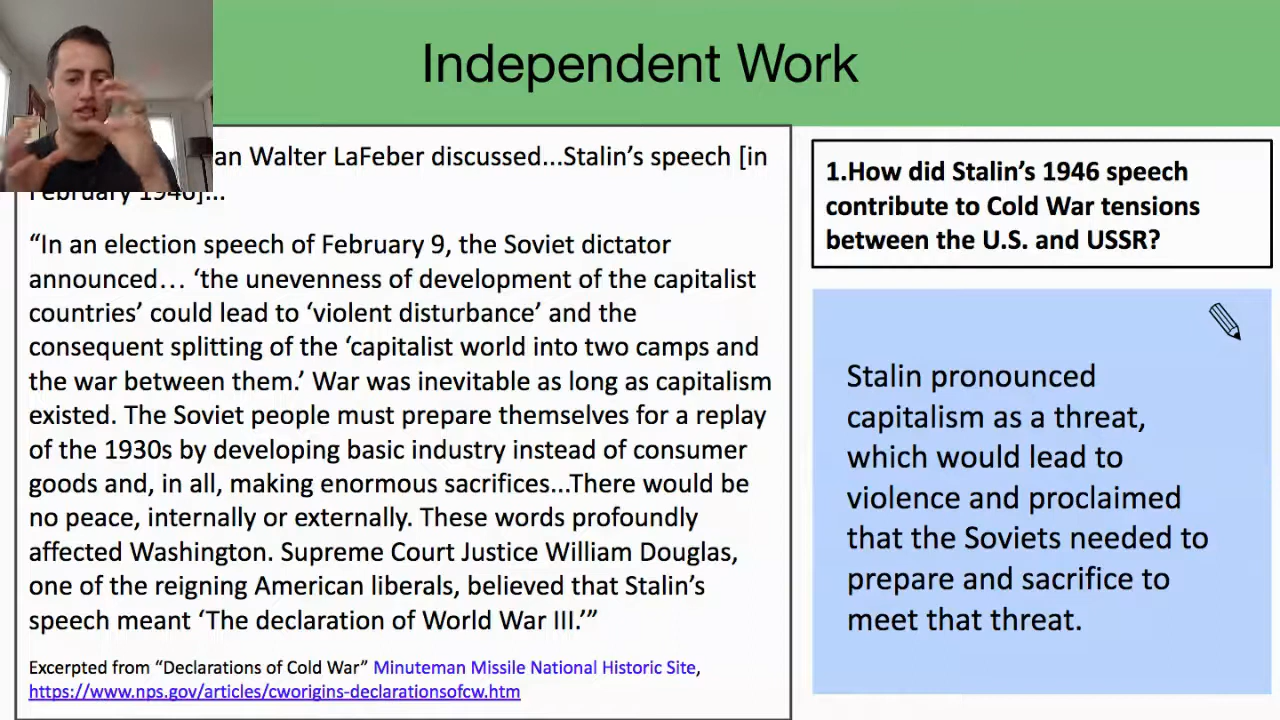 Independent Work
an Walter LaFeber discussed...Stalin’s speech [in
February 1946]...
“In an election speech of February 9, the Soviet dictator
announced… ‘the unevenness of development of the capitalist
countries’ could lead to ‘violent disturbance’ and the
consequent splitting of the ‘capitalist world into two camps and
the war between them.’ War was inevitable as long as capitalism
existed. The Soviet people must prepare themselves for a replay
of the 1930s by developing basic industry instead of consumer
goods and, in all, making enormous sacrifices...There would be
no peace, internally or externally. These words profoundly
affected Washington. Supreme Court Justice William Douglas,
one of the reigning American liberals, believed that Stalin’s
speech meant ‘The declaration of World War III.’”
Excerpted from “Declarations of Cold War” Minuteman Missile National Historic Site,
https://www.nps.gov/articles/cworigins-declarationsofcw.htm
1.How did Stalin’s 1946 speech
contribute to Cold War tensions
between the U.S. and USSR?
Stalin pronounced
capitalism as a threat,
which would lead to
violence and proclaimed
that the Soviets needed to
prepare and sacrifice to
meet that threat.